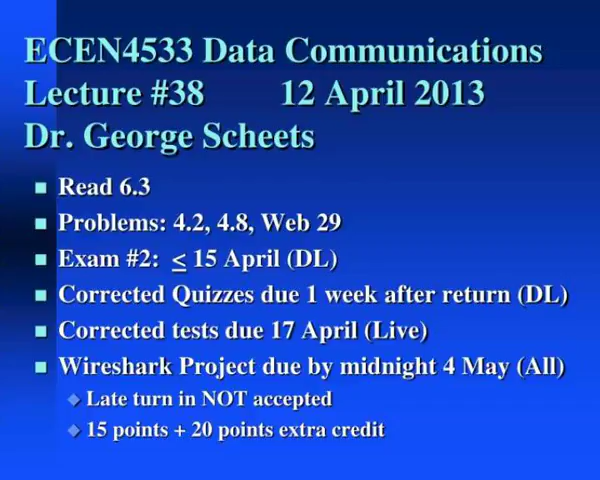 ECEN4533 Data Communications
Lecture #38 12 April 2013
Dr. George Scheets
Read 6.3
Problems: 4.2, 4.8, Web 29
Exam #2: < 15 April (DL)
Corrected Quizzes due 1 week after return (DL)
Corrected tests due 17 April (Live)
Wireshark Project due by midnight 4 May (All)
Late turn in NOT accepted
15 points + 20 points extra credit